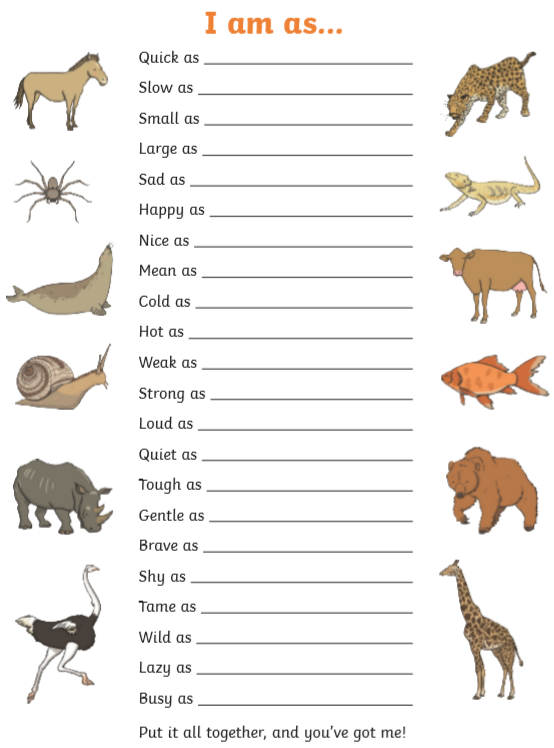 I am as...
Quick as
Slow as
Small as
Large as
Sad as
Happy as
Nice as
Mean as
Cold as
Hot as
Weak as
Strong as
Loud as
Quiet as
Tough as
Gentle as
Brave as
Shy as
Tame as
Wild as
Lazy as
Busy as
Put it all together, and you've got me!